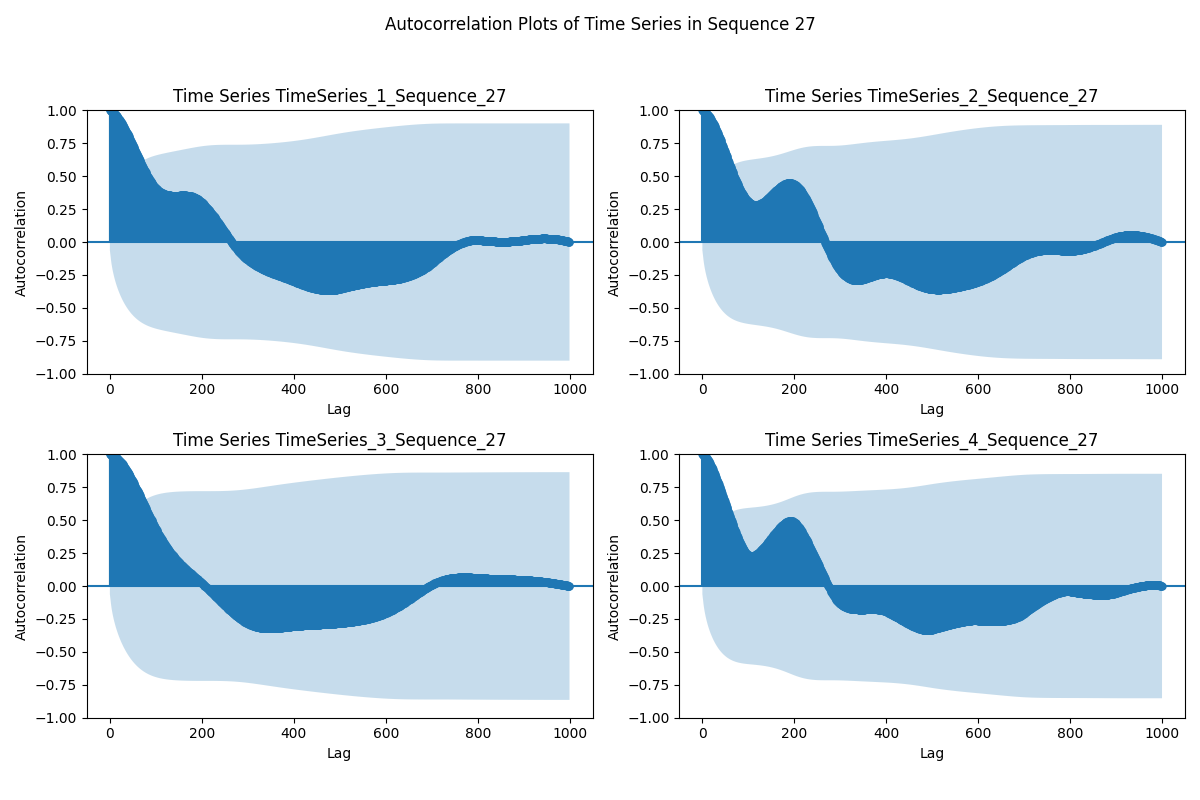 Autocorrelation Plots of Time Series in Sequence 27
Time Series TimeSeries_1_Sequence_27
1.00
0.75
0.50
0.25
0.00
−0.25
−0.50
−0.75
−1.00
Autocorrelation
0 200 400 600 800 1000
Lag
Time Series TimeSeries_2_Sequence_27
1.00
0.75
0.50
0.25
0.00
−0.25
−0.50
−0.75
−1.00
Autocorrelation
0 200 400 600 800 1000
Lag
Time Series TimeSeries_3_Sequence_27
1.00
0.75
0.50
0.25
0.00
−0.25
−0.50
−0.75
−1.00
Autocorrelation
0 200 400 600 800 1000
Lag
Time Series TimeSeries_4_Sequence_27
1.00
0.75
0.50
0.25
0.00
−0.25
−0.50
−0.75
−1.00
Autocorrelation
0 200 400 600 800 1000
Lag